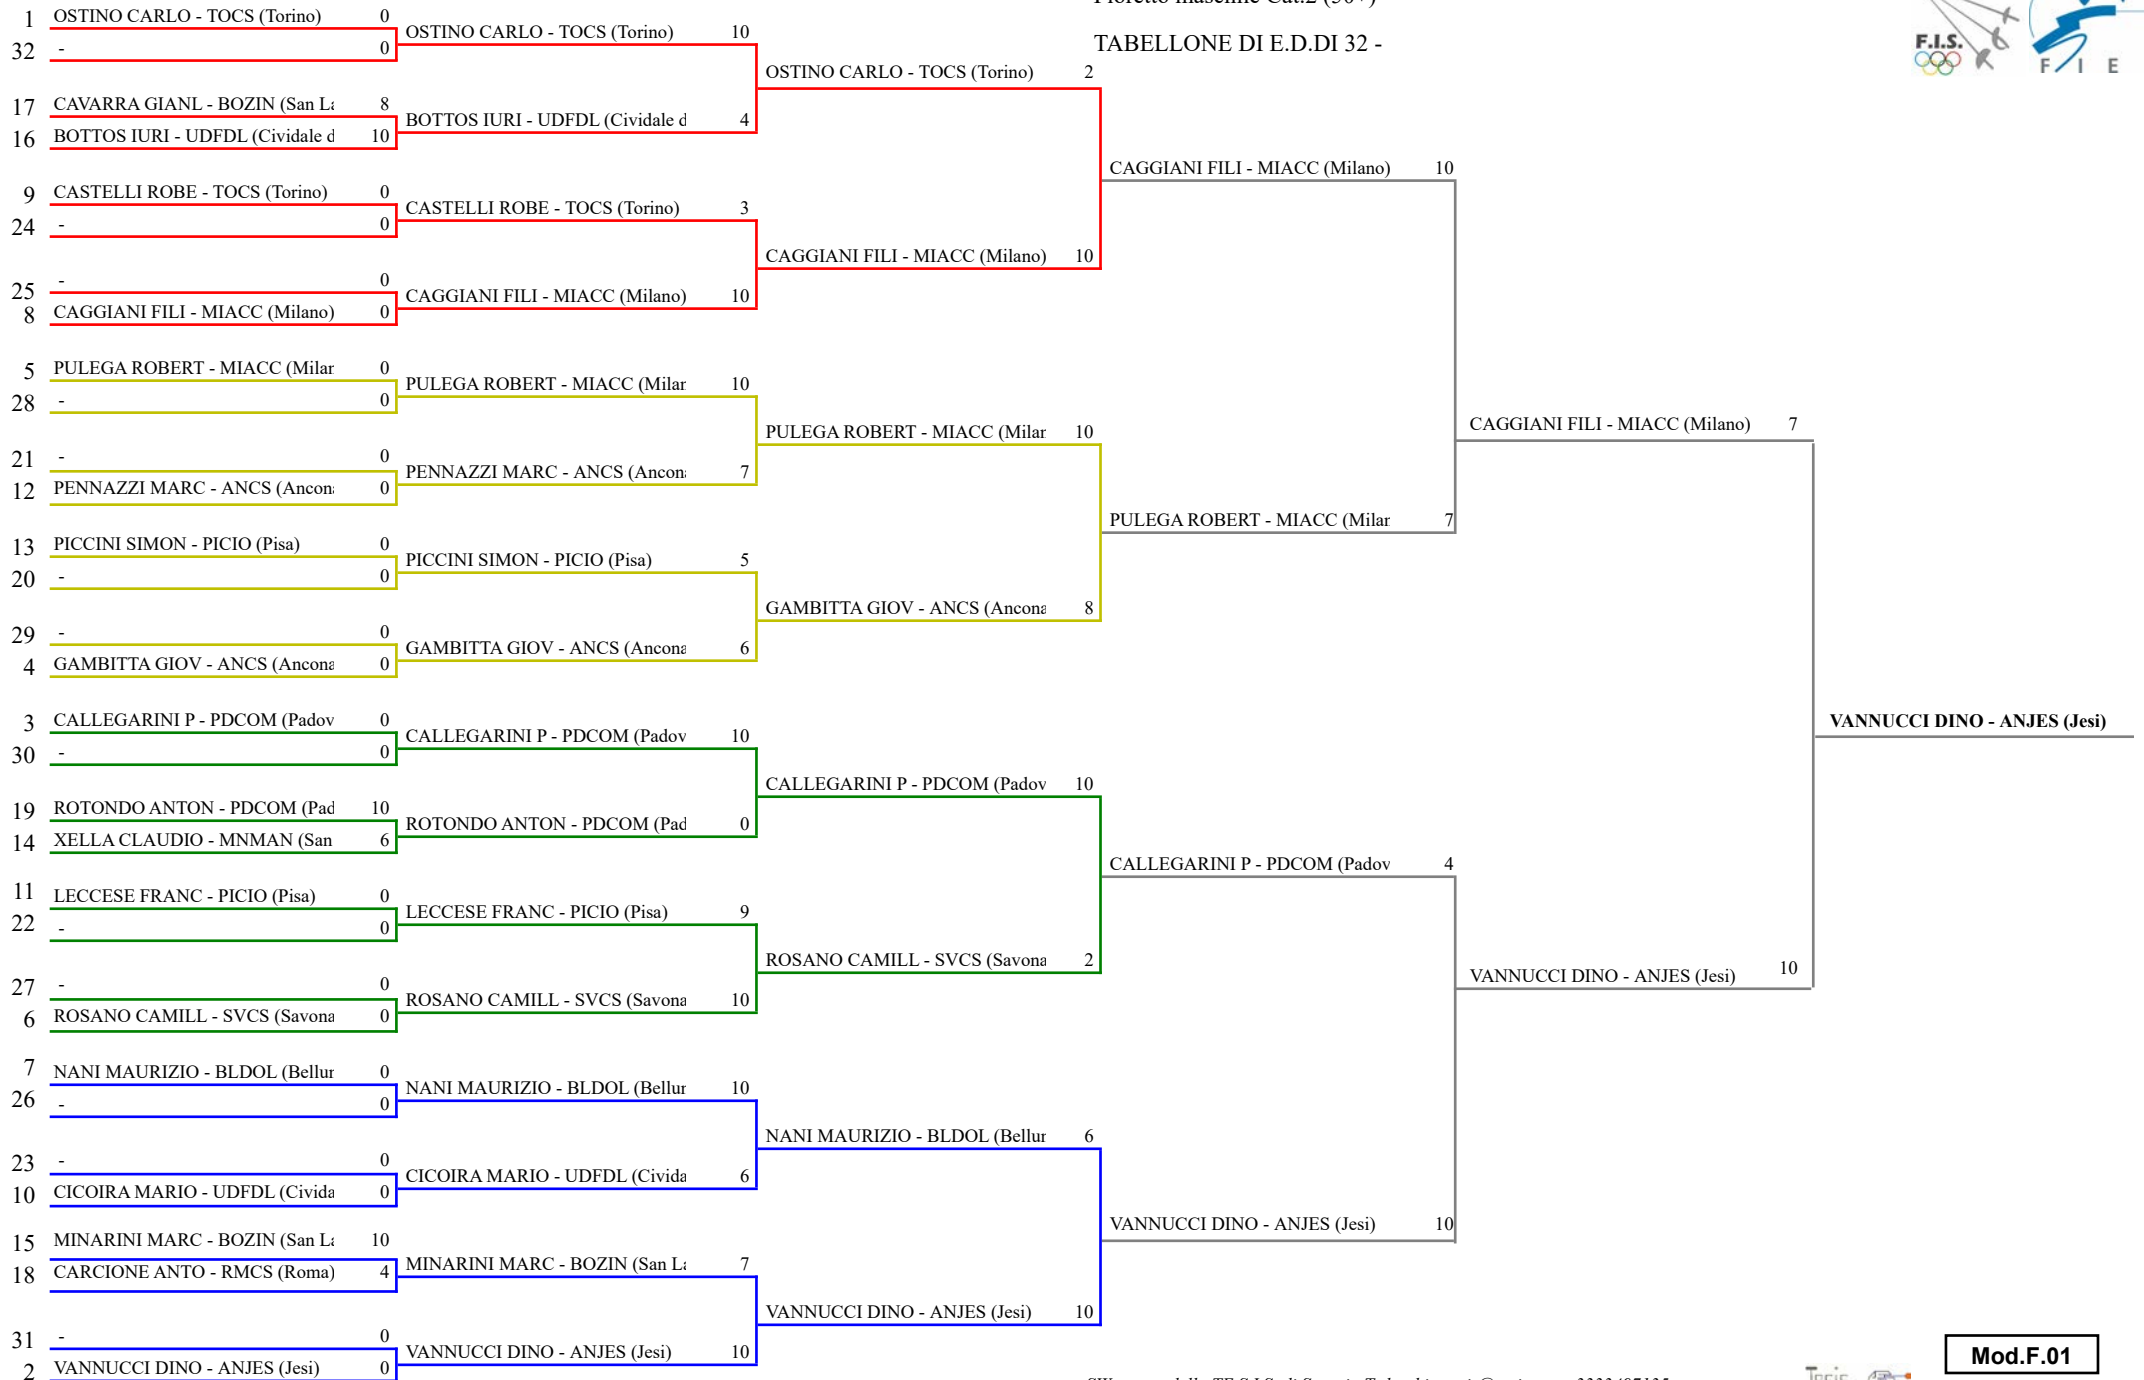 TABELLONE DI E.D.DI 32 -
F.I.S.
F I E
1 OSTINO CARLO - TOCS (Torino) 0
32 - 0
17 CAVARRA GIANL - BOZIN (San La 8
16 BOTTOS IURI - UDFDL (Cividale d 10
9 CASTELLI ROBE - TOCS (Torino) 0
24 - 0
25 - 0
8 CAGGIANI FILI - MIACC (Milano) 0
5 PULEGA ROBERT - MIACC (Milan 0
28 - 0
21 - 0
12 PENNAZZI MARC - ANCS (Ancona 0
13 PICCINI SIMON - PICIO (Pisa) 0
20 - 0
29 - 0
4 GAMBITTA GIOV - ANCS (Ancona 0
3 CALLEGARINI P - PDCOM (Padov 0
30 - 0
19 ROTONDO ANTON - PDCOM (Pad 10
14 XELLA CLAUDIO - MNMAN (San 6
11 LECCESE FRANC - PICIO (Pisa) 0
22 - 0
27 - 0
6 ROSANO CAMILL - SVCS (Savona 0
7 NANI MAURIZIO - BLDOL (Bellun 0
26 - 0
23 - 0
10 CICOIRA MARIO - UDFDL (Civida 0
15 MINARINI MARC - BOZIN (San La 10
18 CARCIONE ANTO - RMCS (Roma) 4
31 - 0
2 VANNUCCI DINO - ANJES (Jesi) 0
OSTINO CARLO - TOCS (Torino) 10
BOTTOS IURI - UDFDL (Cividale d 4
CASTELLI ROBE - TOCS (Torino) 3
CAGGIANI FILI - MIACC (Milano) 10
PULEGA ROBERT - MIACC (Milan 10
PENNAZZI MARC - ANCS (Ancona 7
PICCINI SIMON - PICIO (Pisa) 5
GAMBITTA GIOV - ANCS (Ancona 6
CALLEGARINI P - PDCOM (Padov 10
ROTONDO ANTON - PDCOM (Pad 0
LECCESE FRANC - PICIO (Pisa) 9
ROSANO CAMILL - SVCS (Savona 10
NANI MAURIZIO - BLDOL (Bellun 10
CICOIRA MARIO - UDFDL (Civida 6
MINARINI MARC - BOZIN (San La 7
VANNUCCI DINO - ANJES (Jesi) 10
OSTINO CARLO - TOCS (Torino) 2
CAGGIANI FILI - MIACC (Milano) 10
PULEGA ROBERT - MIACC (Milan 10
GAMBITTA GIOV - ANCS (Ancona 8
CALLEGARINI P - PDCOM (Padov 10
ROSANO CAMILL - SVCS (Savona 2
NANI MAURIZIO - BLDOL (Bellun 6
VANNUCCI DINO - ANJES (Jesi) 10
CAGGIANI FILI - MIACC (Milano) 10
PULEGA ROBERT - MIACC (Milan 7
CALLEGARINI P - PDCOM (Padov 4
VANNUCCI DINO - ANJES (Jesi) 10
CAGGIANI FILI - MIACC (Milano) 7
VANNUCCI DINO - ANJES (Jesi) 10
VANNUCCI DINO - ANJES (Jesi)
Mod.F.01